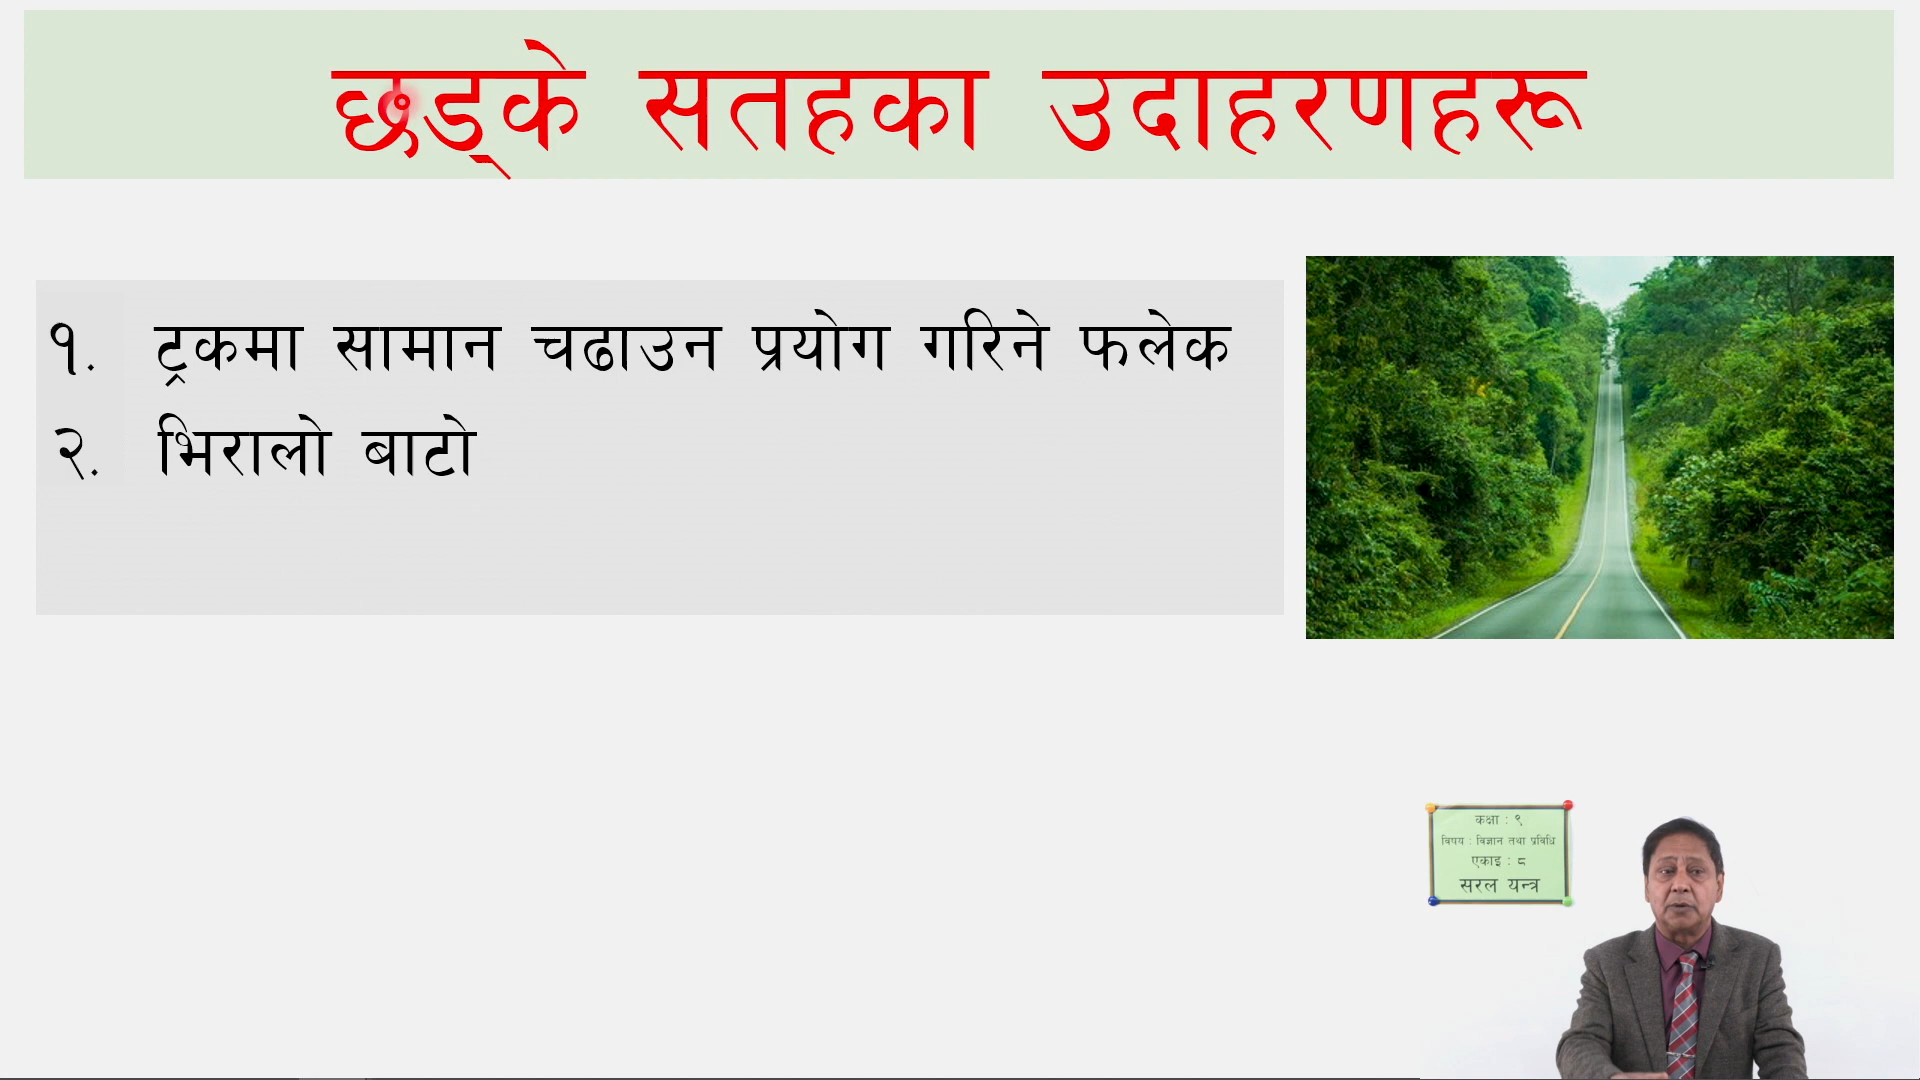 छड्के सतहका उदाहरणहरू
१. ट्रकमा सामान चढाउन प्रयोग गरिने फलेक
२. भिरालो बाटो
कक्षा : ९
विषय : विज्ञान तथा प्रविधि
एकाइ : ८
सरल यन्त्र